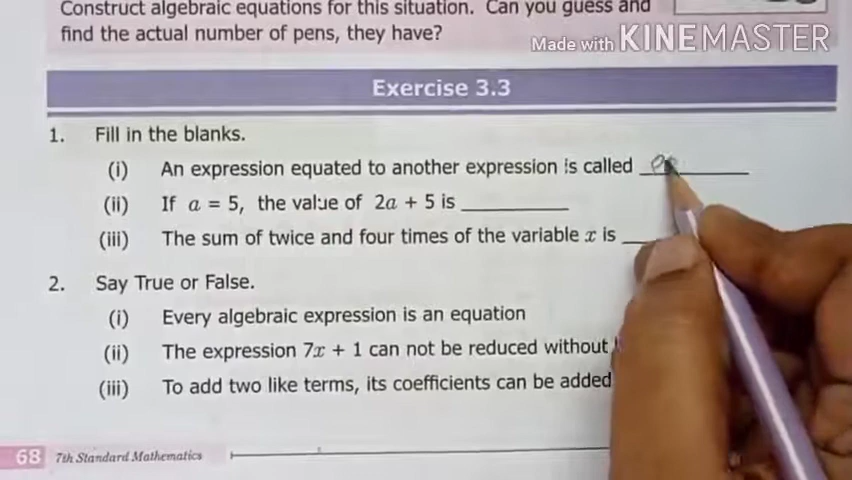 Construct algebraic equations for this situation. Can you guess and
find the actual number of pens, they have?
Made with KINEMASTER
Exercise 3.3
1. Fill in the blanks.
(i) An expression equated to another expression is called
(ii) If a = 5, the value of 2a + 5 is
(iii) The sum of twice and four times of the variable x is
2. Say True or False.
(i) Every algebraic expression is an equation
(ii) The expression 7x + 1 can not be reduced without
(iii) To add two like terms, its coefficients can be added
68 7th Standard Mathematics